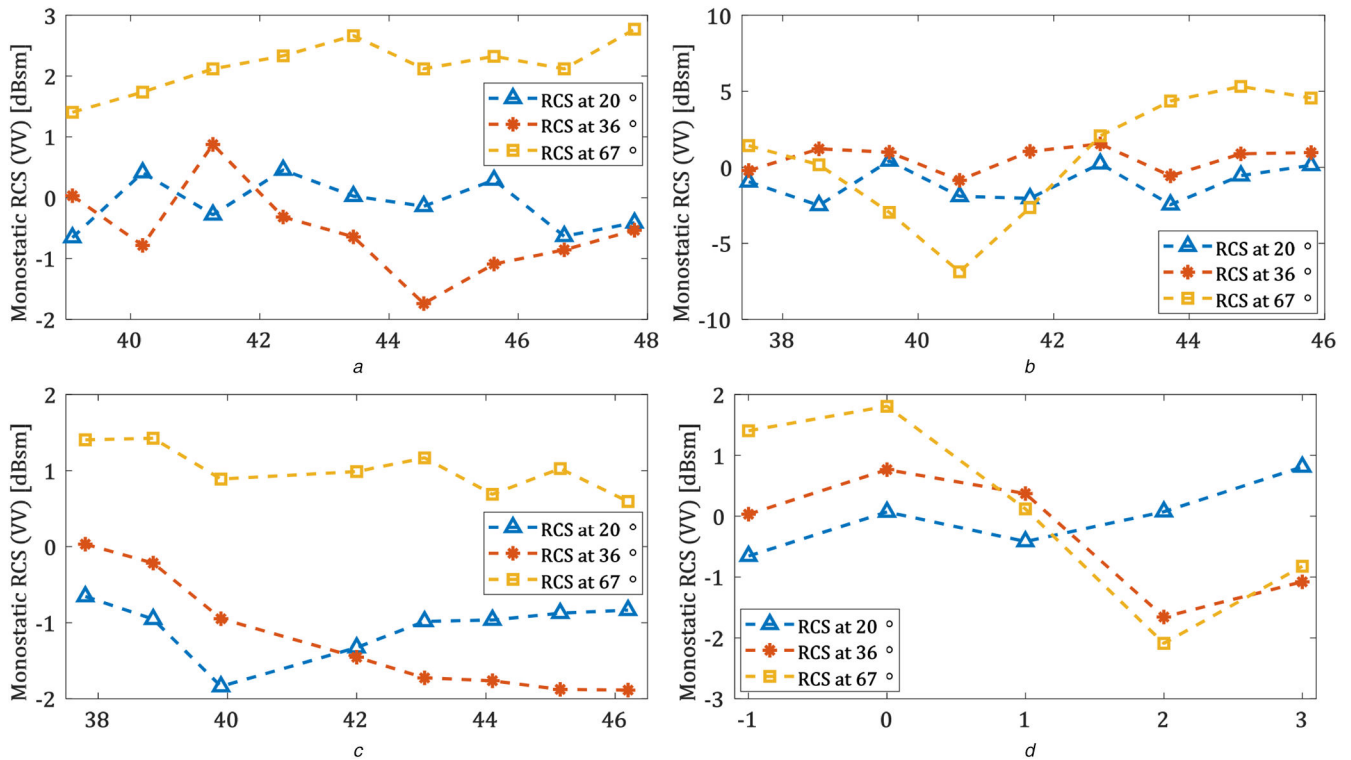 Monostatic RCS (VV) [dBsm]
3
2
1
0
-1
-2
40
42
44
46
48
RCS at 20 °
RCS at 36 °
RCS at 67 °
a
Monostatic RCS (VV) [dBsm]
10
5
0
-5
-10
38
40
42
44
46
RCS at 20 °
RCS at 36 °
RCS at 67 °
b
Monostatic RCS (VV) [dBsm]
2
1
0
-1
-2
38
40
42
44
46
RCS at 20 °
RCS at 36 °
RCS at 67 °
c
Monostatic RCS (VV) [dBsm]
2
1
0
-1
-2
-3
-1
0
1
2
3
RCS at 20 °
RCS at 36 °
RCS at 67 °
d